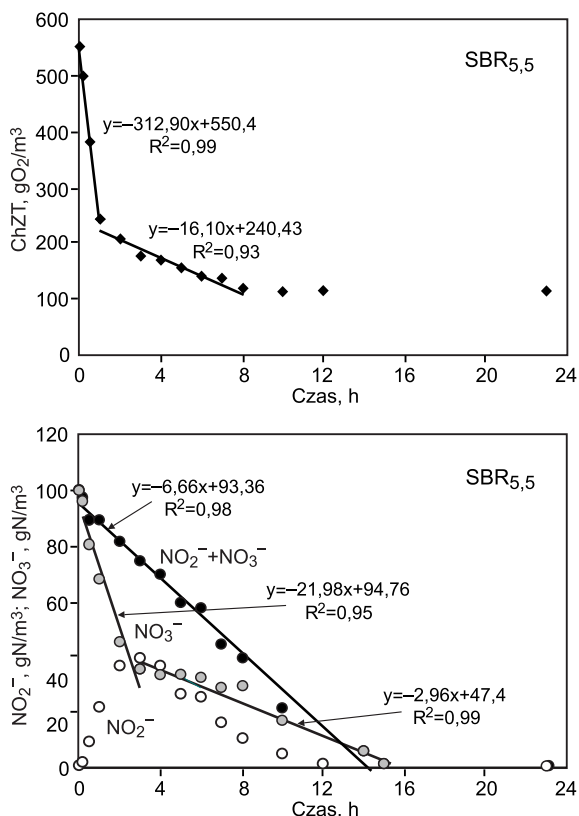 600
500
400
300
200
100
0
ChZT, gO₂/m³
SBR₅,₅
y=–312,90x+550,4
R²=0,99
y=–16,10x+240,43
R²=0,93
0 4 8 12 16 20 24
Czas, h
120
100
80
60
40
20
0
NO₂⁻, gN/m³; NO₃⁻, gN/m³
SBR₅,₅
y=–6,66x+93,36
R²=0,98
NO₂⁻+NO₃⁻
y=–21,98x+94,76
R²=0,95
NO₃⁻
y=–2,96x+47,4
R²=0,99
NO₂⁻
0 4 8 12 16 20 24
Czas, h